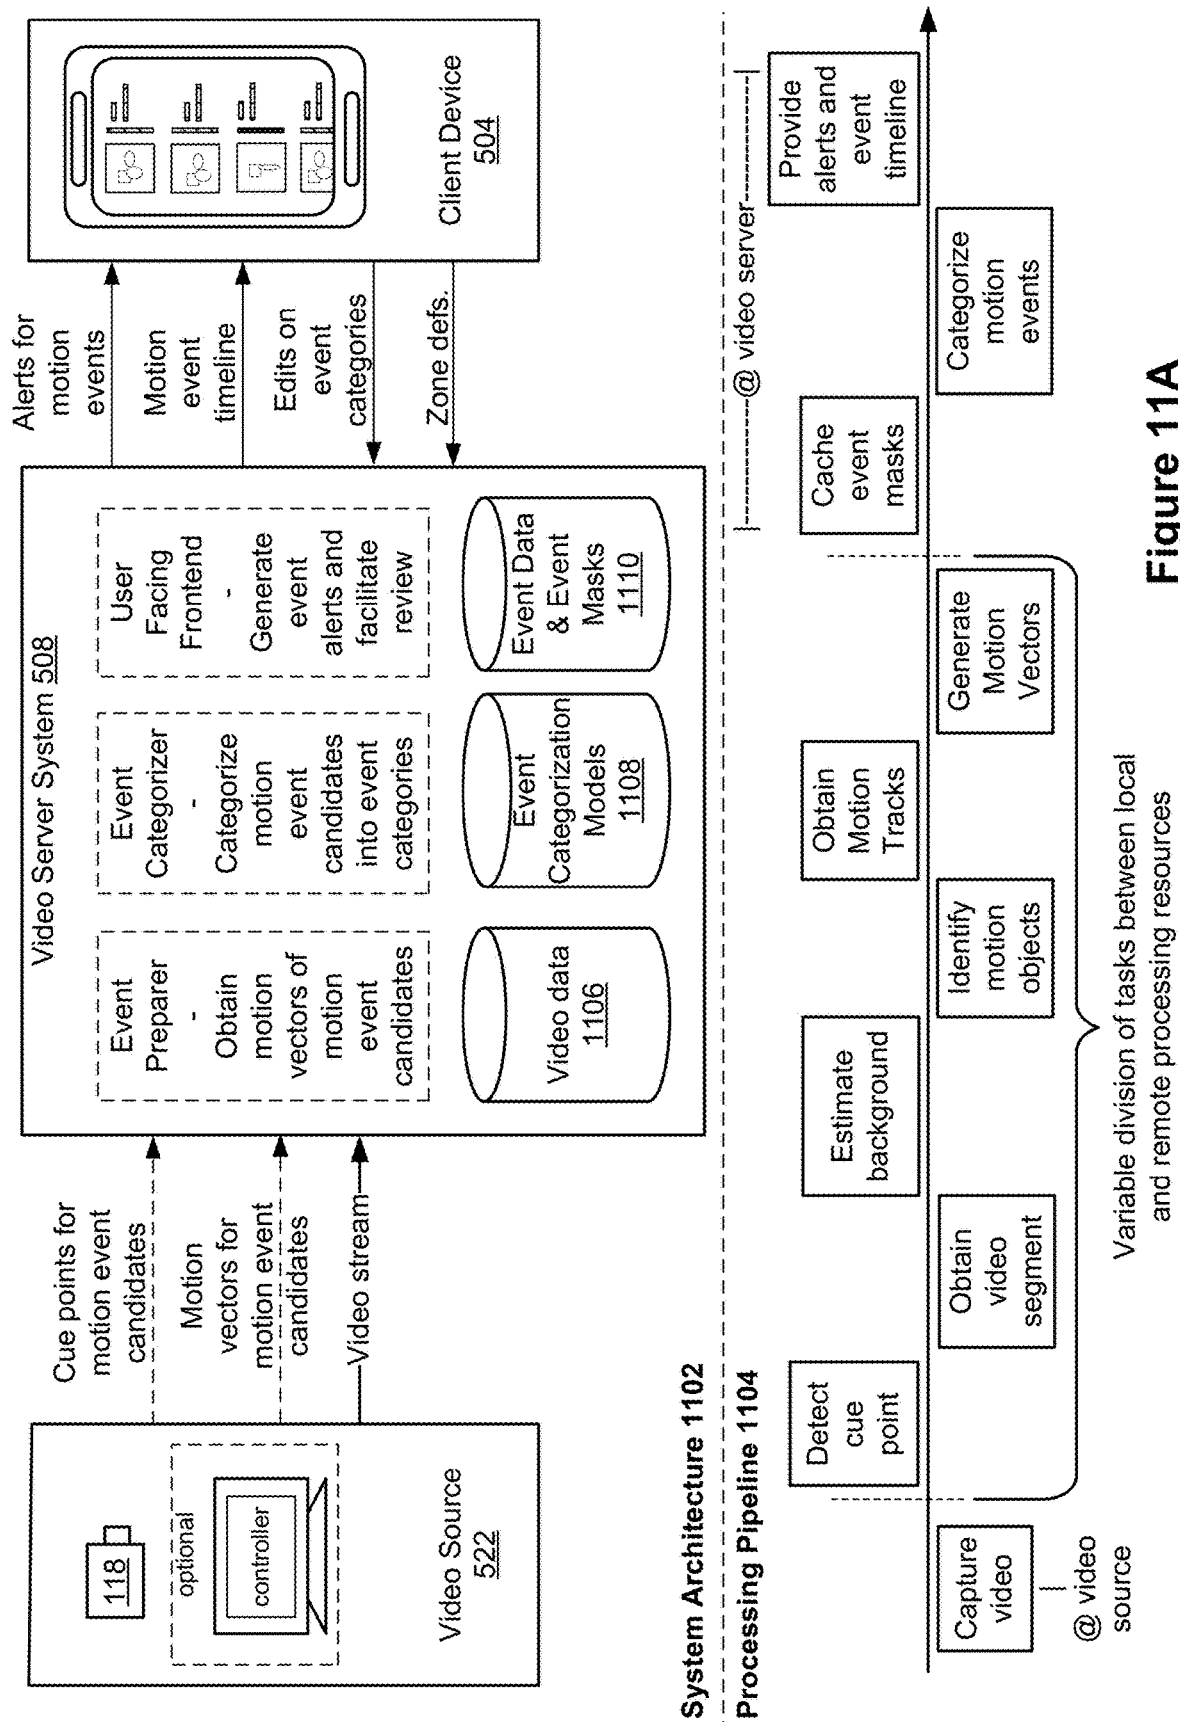 Video Source
522
118
optional
controller
Cue points for
motion event
candidates
Motion
vectors for
motion event
candidates
Video stream
Video Server System 508
Event
Preparer
-
Obtain
motion
vectors of
motion
event
candidates
Event
Categorizer
-
Categorize
motion
event
candidates
into event
categories
User
Facing
Frontend
-
Generate
event
alerts and
facilitate
review
Video data
1106
Event
Categorization
Models
1108
Event Data
& Event
Masks
1110
Alerts for
motion
events
Motion
event
timeline
Edits on
event
categories
Zone defs.
Client Device
504
System Architecture 1102
Processing Pipeline 1104
Capture
video
@ video
source
Detect
cue
point
Obtain
video
segment
Estimate
background
Identify
motion
objects
Obtain
Motion
Tracks
Generate
Motion
Vectors
Cache
event
masks
Categorize
motion
events
Provide
alerts and
event
timeline
@ video server
Variable division of tasks between local
and remote processing resources
Figure 11A